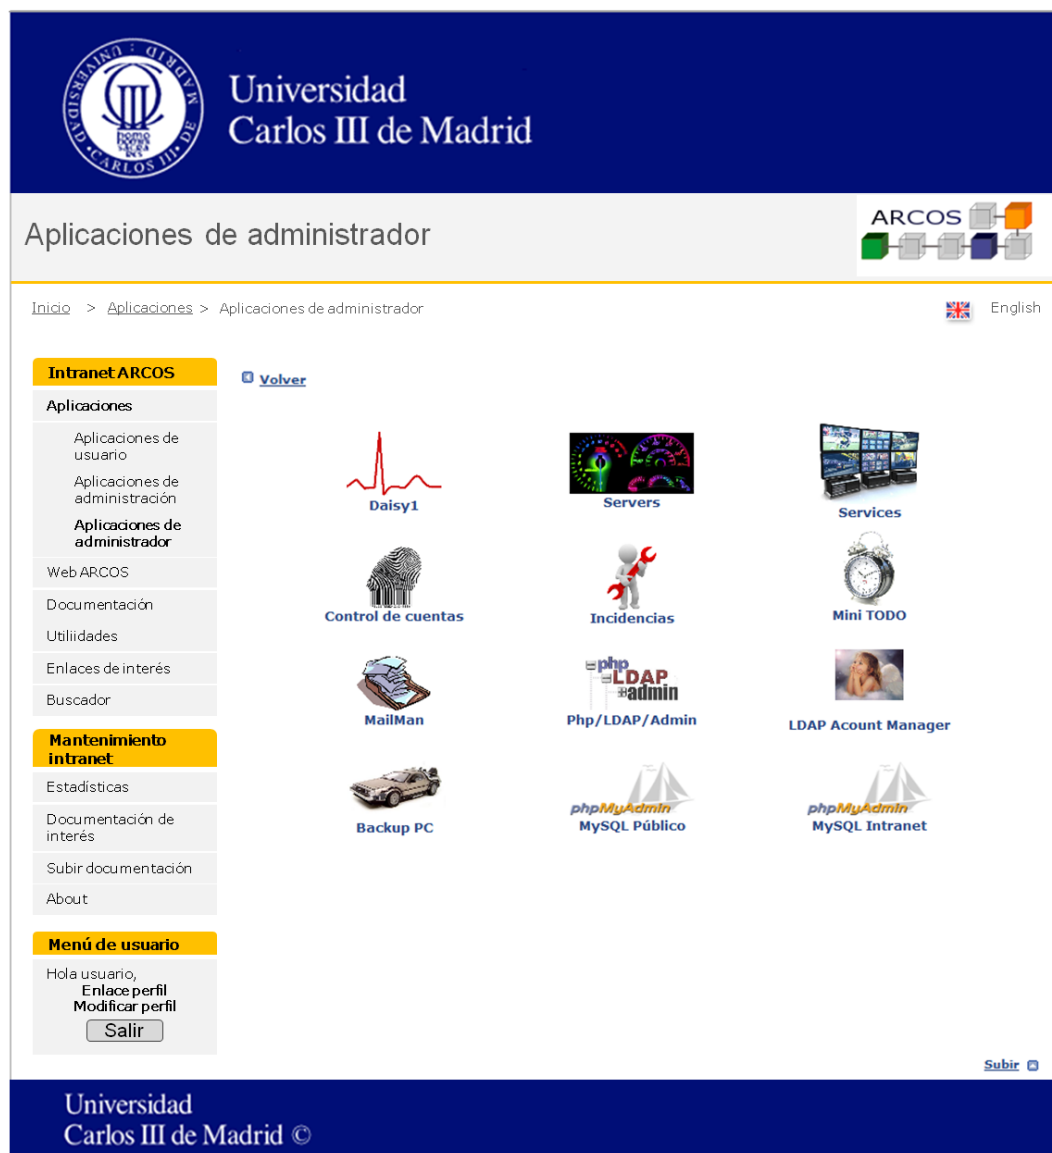 Universidad
Carlos III de Madrid
Aplicaciones de administrador
ARCOS
Inicio > Aplicaciones > Aplicaciones de administrador
English
Intranet ARCOS
Aplicaciones
Aplicaciones de
usuario
Aplicaciones de
administración
Aplicaciones de
administrador
Web ARCOS
Documentación
Utiliidades
Enlaces de interés
Buscador
Mantenimiento
intranet
Estadísticas
Documentación de
interés
Subir documentación
About
Menú de usuario
Hola usuario,
Enlace perfil
Modificar perfil
Salir
Volver
Daisy1
Servers
Services
Control de cuentas
Incidencias
Mini TODO
MailMan
php
LDAP
admin
Php/LDAP/Admin
LDAP Acount Manager
Backup PC
phpMyAdmin
MySQL Público
phpMyAdmin
MySQL Intranet
Subir
Universidad
Carlos III de Madrid ©